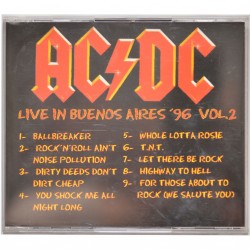 AC/DC
LIVE IN BUENOS AIRES '96 VOL.2
1- BALLBREAKER
2- ROCK'N'ROLL AIN'T
NOISE POLLUTION
3- DIRTY DEEDS DON'T
DIRT CHEAP
4- YOU SHOCK ME ALL
NIGHT LONG
5- WHOLE LOTTA ROSIE
6- T.N.T.
7- LET THERE BE ROCK
8- HIGHWAY TO HELL
9- FOR THOSE ABOUT TO
ROCK (WE SALUTE YOU)